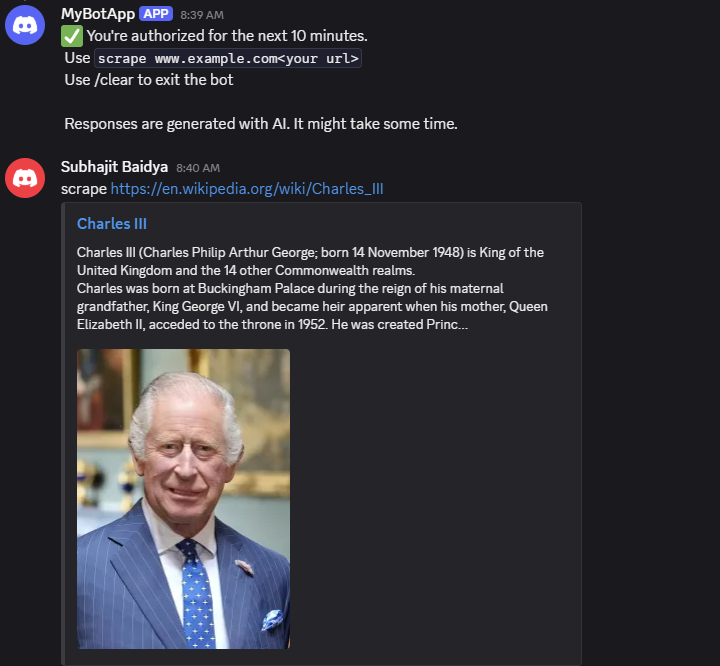 MyBotApp APP 8:39 AM
✅ You're authorized for the next 10 minutes.
Use scrape www.example.com<your url>
Use /clear to exit the bot
Responses are generated with AI. It might take some time.
Subhajit Baidya 8:40 AM
scrape https://en.wikipedia.org/wiki/Charles_III
Charles III
Charles III (Charles Philip Arthur George; born 14 November 1948) is King of the
United Kingdom and the 14 other Commonwealth realms.
Charles was born at Buckingham Palace during the reign of his maternal
grandfather, King George VI, and became heir apparent when his mother, Queen
Elizabeth II, acceded to the throne in 1952. He was created Princ...